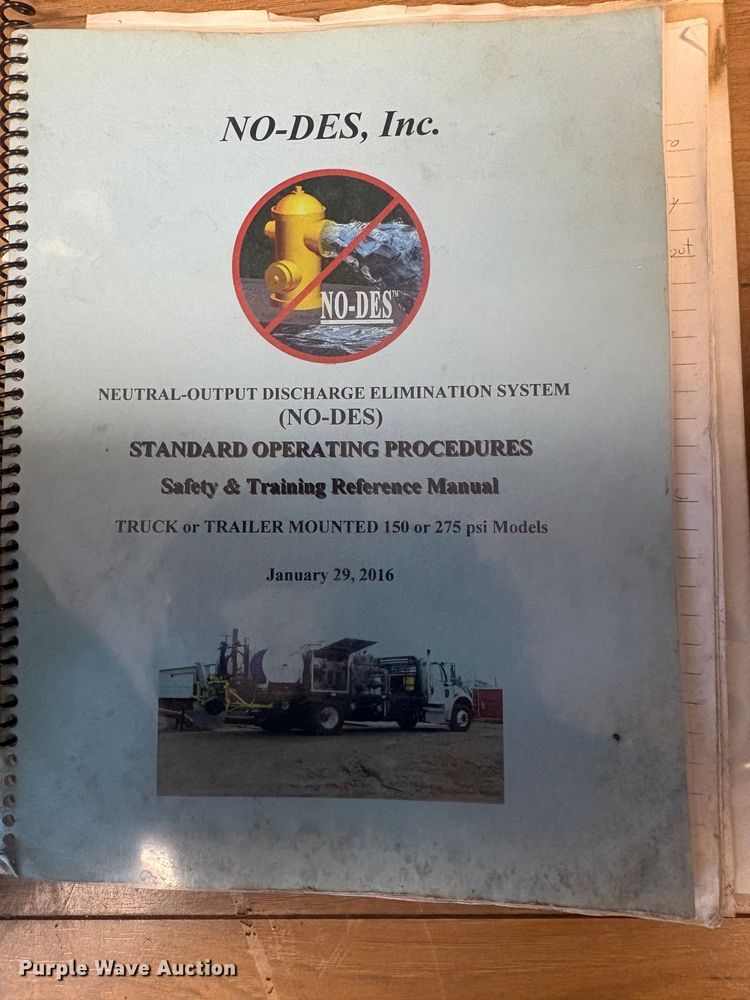 NO-DES, Inc.
NO-DES™
NEUTRAL-OUTPUT DISCHARGE ELIMINATION SYSTEM
(NO-DES)
STANDARD OPERATING PROCEDURES
Safety & Training Reference Manual
TRUCK or TRAILER MOUNTED 150 or 275 psi Models
January 29, 2016
Purple Wave Auction